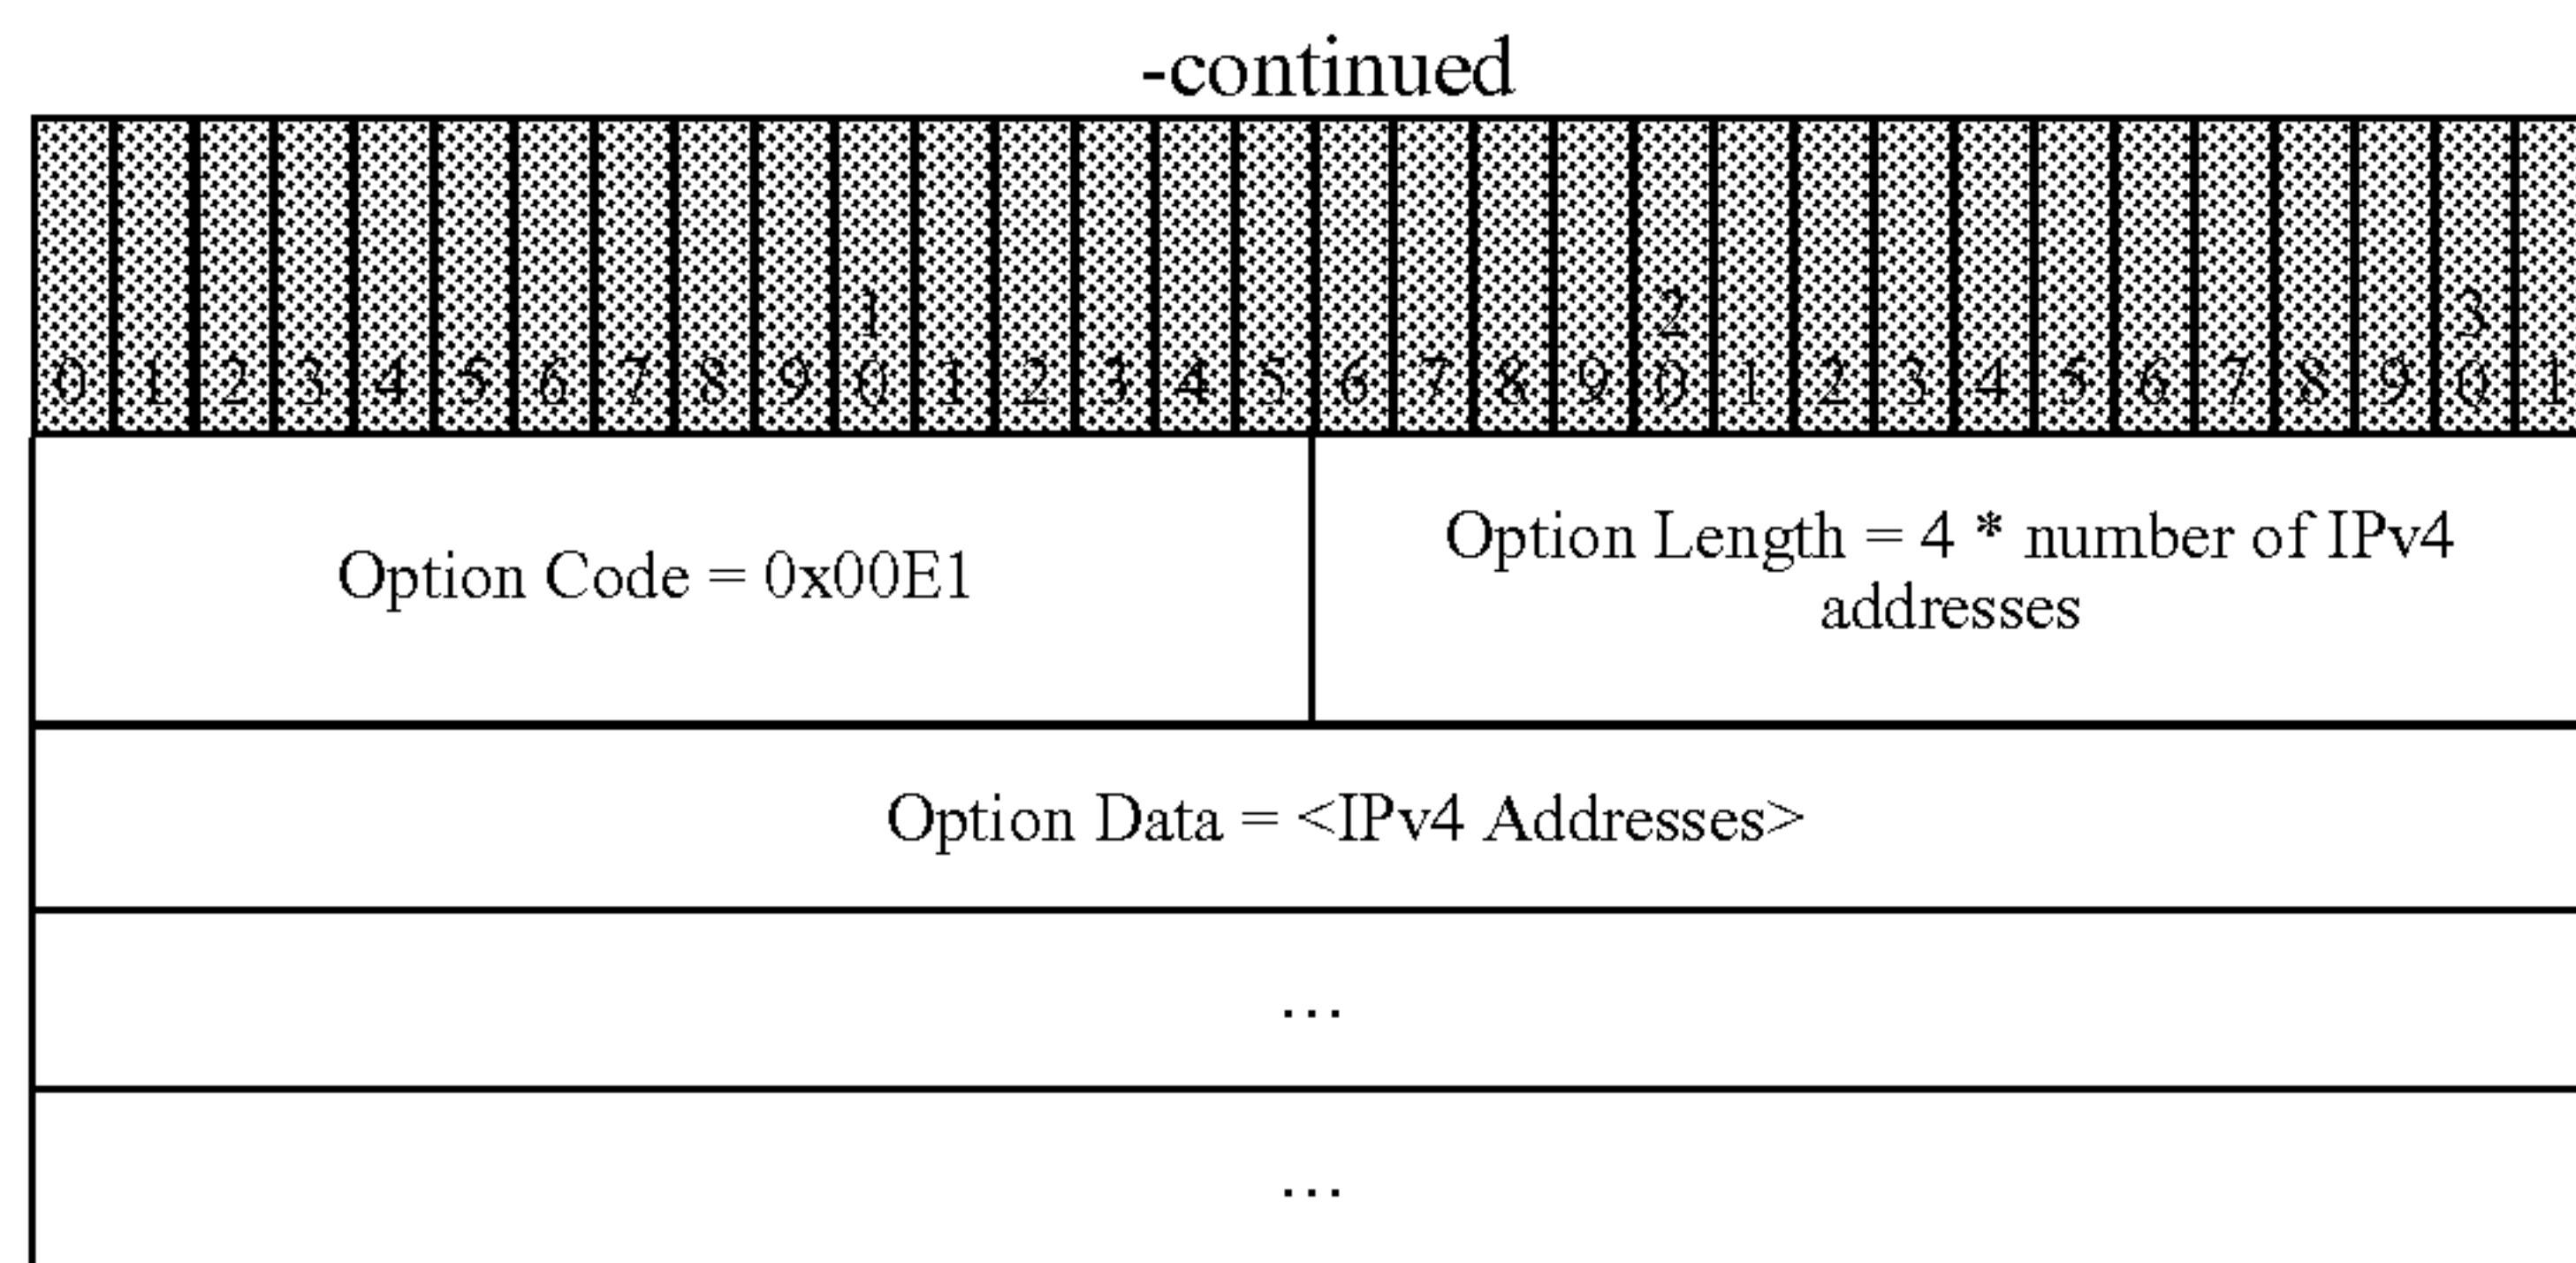 -continued
1 2 3
0 1 2 3 4 5 6 7 8 9 0 1 2 3 4 5 6 7 8 9 0 1 2 3 4 5 6 7 8 9 0 1
Option Code = 0x00E1
Option Length = 4 * number of IPv4
addresses
Option Data = <IPv4 Addresses>
...
...